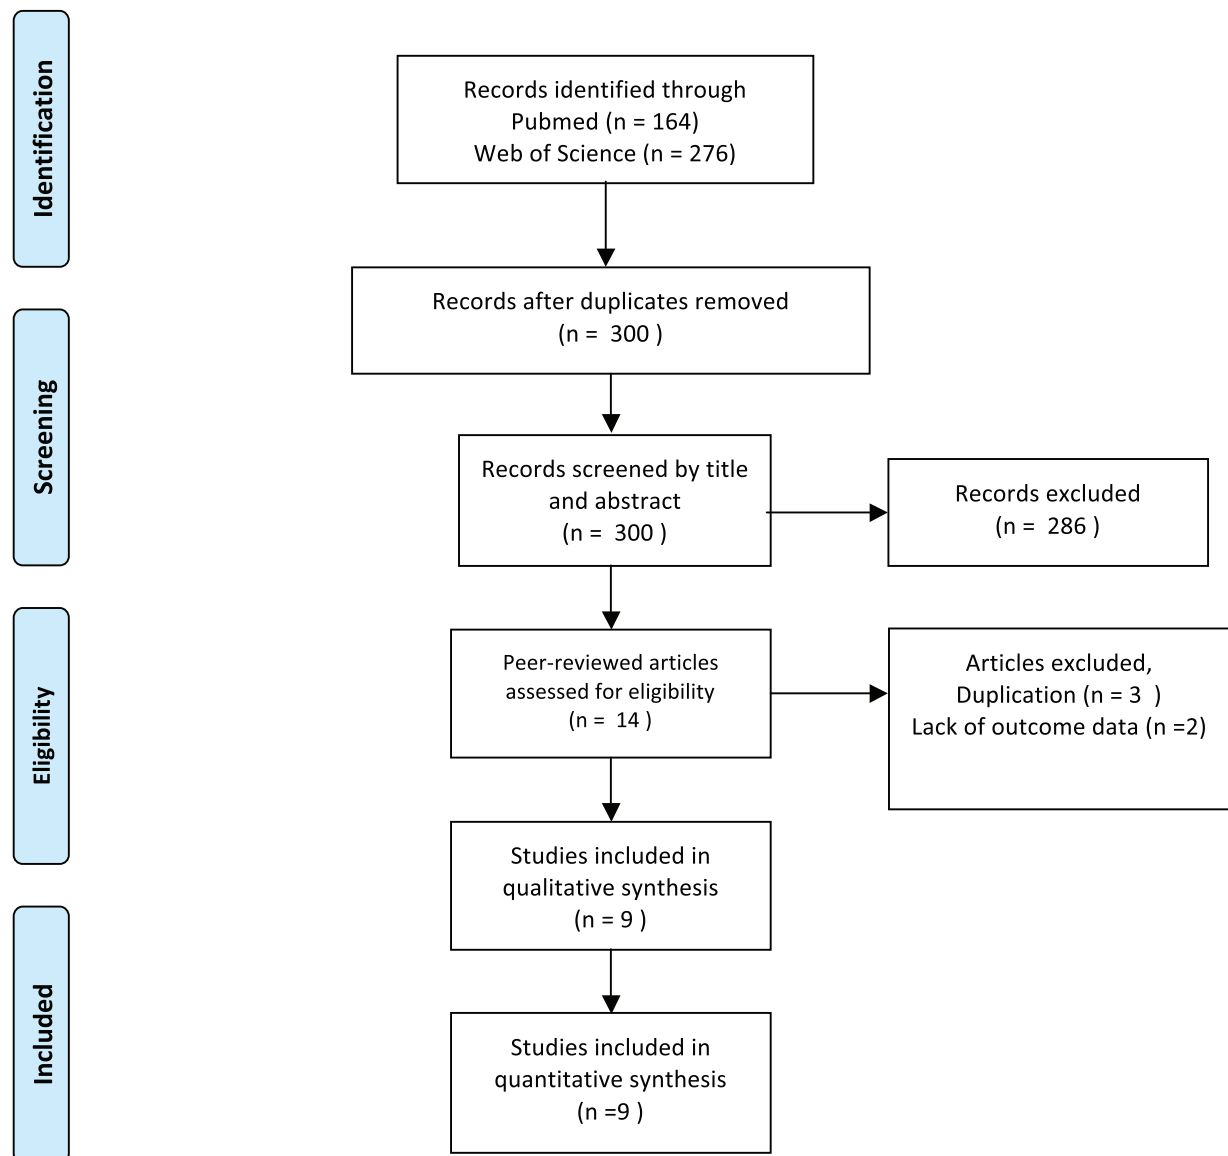 Identification
Records identified through
Pubmed (n = 164)
Web of Science (n = 276)
Records after duplicates removed
(n = 300 )
Screening
Records screened by title
and abstract
(n = 300 )
Records excluded
(n = 286 )
Eligibility
Peer-reviewed articles
assessed for eligibility
(n = 14 )
Articles excluded,
Duplication (n = 3 )
Lack of outcome data (n =2)
Studies included in
qualitative synthesis
(n = 9 )
Included
Studies included in
quantitative synthesis
(n =9 )